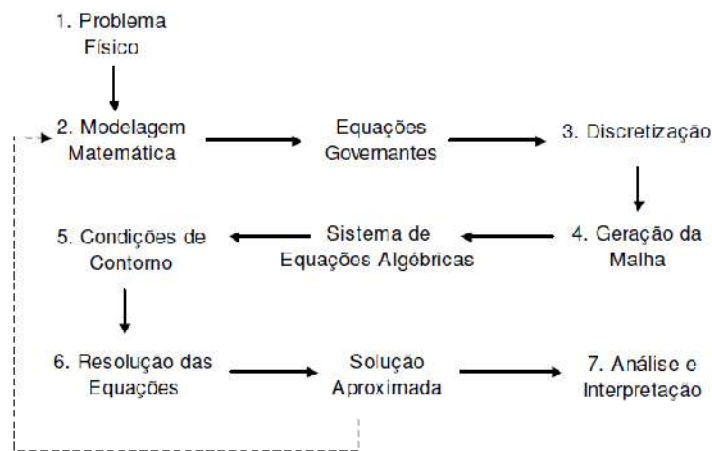 1. Problema
Físico
2. Modelagem
Matemática
Equações
Governantes
3. Discretização
5. Condições de
Contorno
Sistema de
Equações Algóbricas
4. Geração da
Malha
6. Resolução das
Equações
Solução
Aproximada
7. Análise e
Interpretação